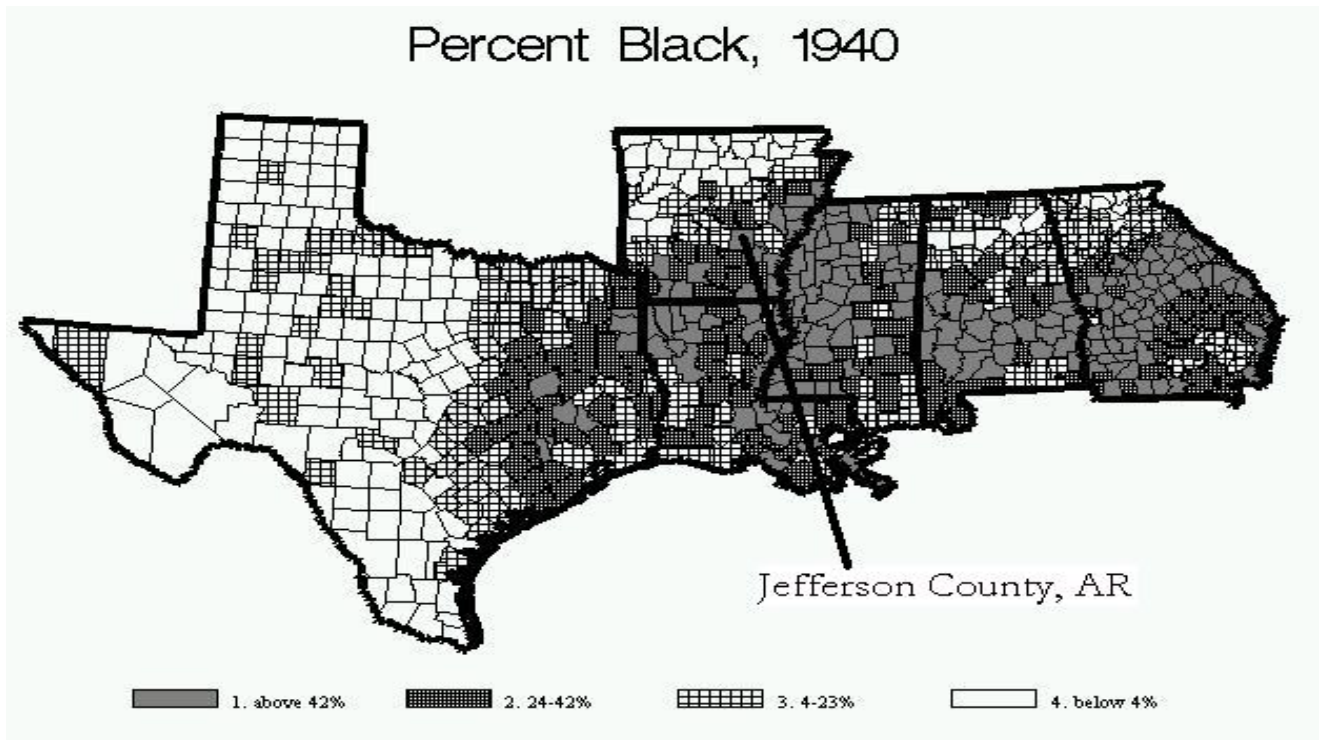 Percent Black, 1940
Jefferson County, AR
1. above 42%
2. 24-42%
3. 4-23%
4. below 4%